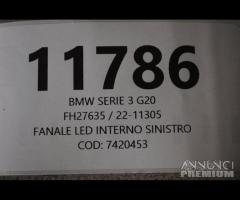 11786
BMW SERIE 3 G20
FH27635 / 22-11305
FANALE LED INTERNO SINISTRO
COD: 7420453
ANNUNCI
PREMIUM